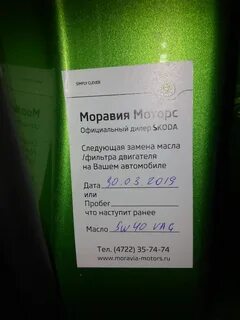 SIMPLY CLEVER
Моравия Моторс
Официальный дилер ŠKODA
Следующая замена масла
/фильтра двигателя
на Вашем автомобиле
Дата 30.03.2019
или
Пробег
что наступит ранее
Масло 5w40 VAG
Тел. (4722) 35-74-74
www.moravia-motors.ru